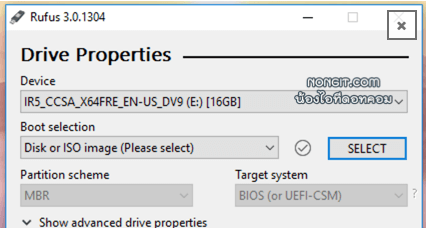 Rufus 3.0.1304
Drive Properties
Device
IR5_CCSA_X64FRE_EN-US_DV9 (E:) [16GB]
NONGIT.COM
น้องไอทีดอทคอม
Boot selection
Disk or ISO image (Please select)
SELECT
Partition scheme
Target system
MBR
BIOS (or UEFI-CSM)
?
Show advanced drive properties